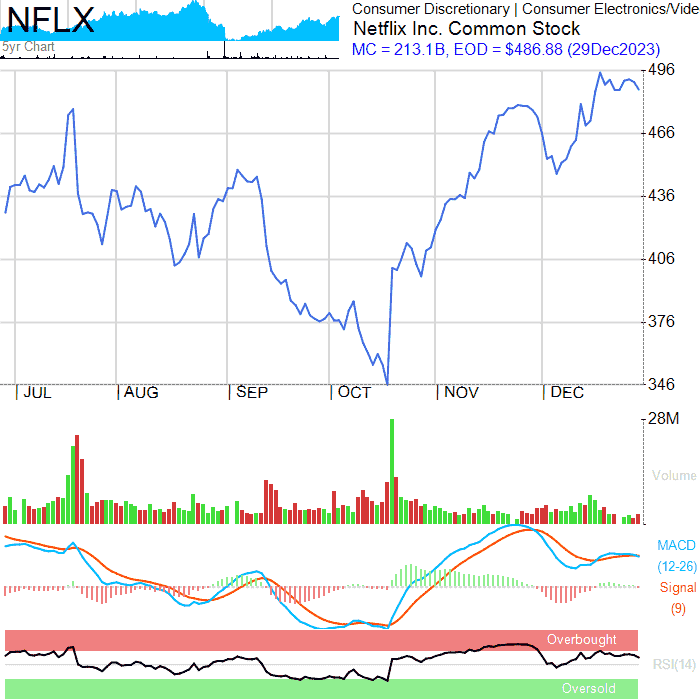 NFLX
5yr Chart
Consumer Discretionary | Consumer Electronics/Vide
Netflix Inc. Common Stock
MC = 213.1B, EOD = $486.88 (29Dec2023)
496
466
436
406
376
346
|JUL |AUG |SEP |OCT |NOV |DEC
28M
Volume
MACD
(12-26)
Signal
(9)
Overbought
RSI(14)
Oversold